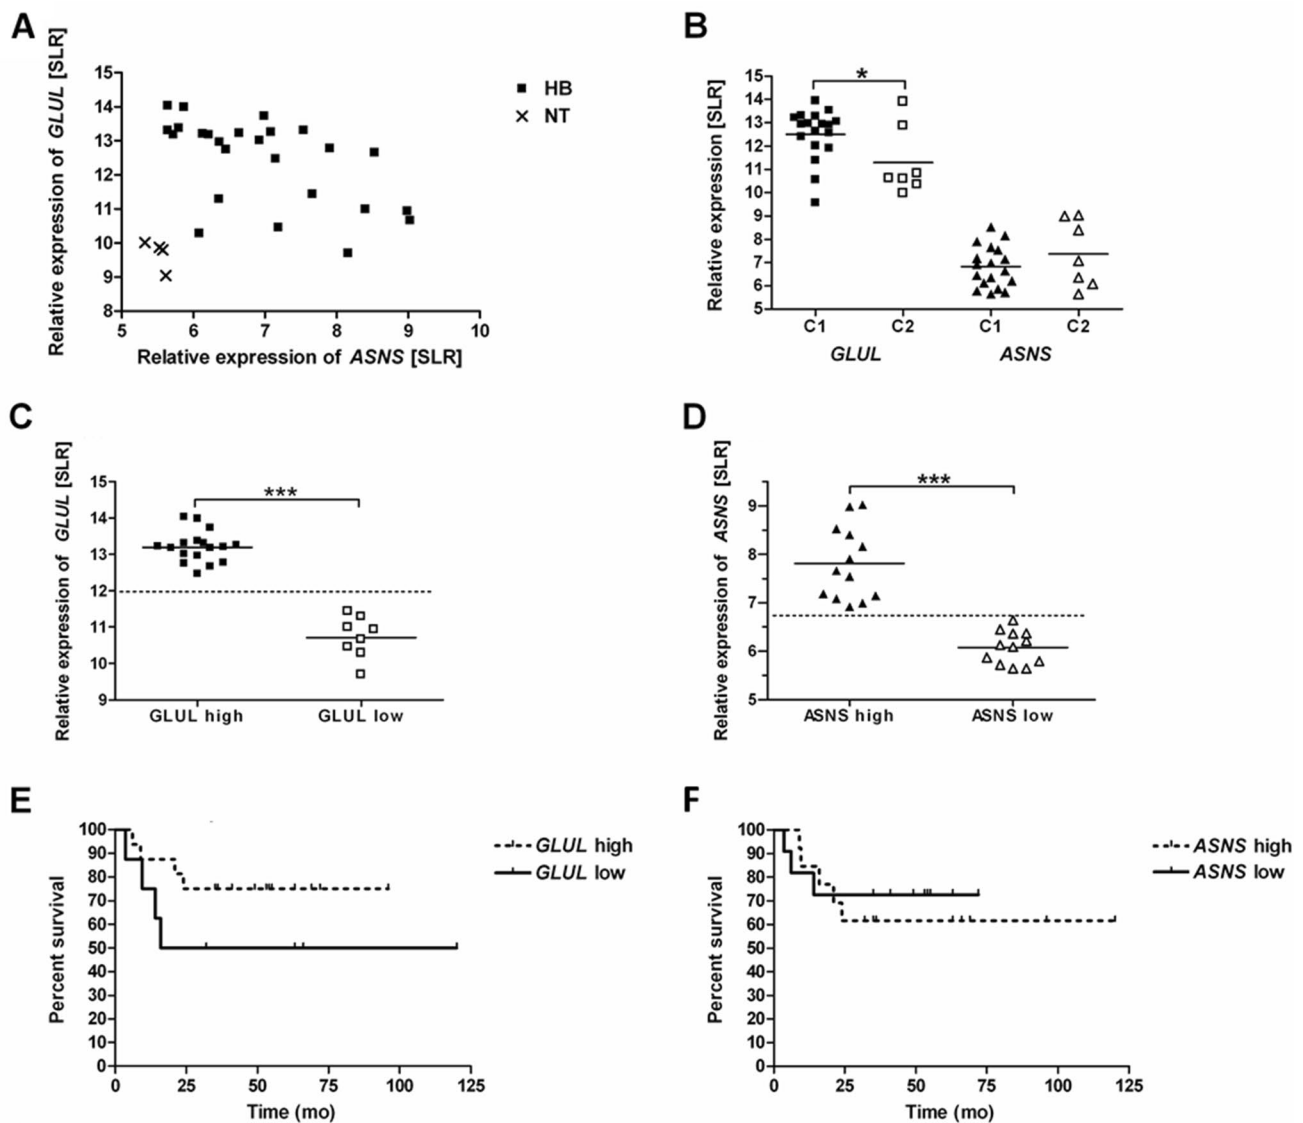 A
Relative expression of GLUL [SLR]
15
14
13
12
11
10
9
8
5 6 7 8 9 10
Relative expression of ASNS [SLR]
HB
NT
B
Relative expression [SLR]
15
14
13
12
11
10
9
8
7
6
5
*
C1 C2 C1 C2
GLUL ASNS
C
Relative expression of GLUL [SLR]
15
14
13
12
11
10
9
***
GLUL high GLUL low
D
Relative expression of ASNS [SLR]
9
8
7
6
5
***
ASNS high ASNS low
E
Percent survival
100
90
80
70
60
50
40
30
20
10
0
0 25 50 75 100 125
Time (mo)
GLUL high
GLUL low
F
Percent survival
100
90
80
70
60
50
40
30
20
10
0
0 25 50 75 100 125
Time (mo)
ASNS high
ASNS low